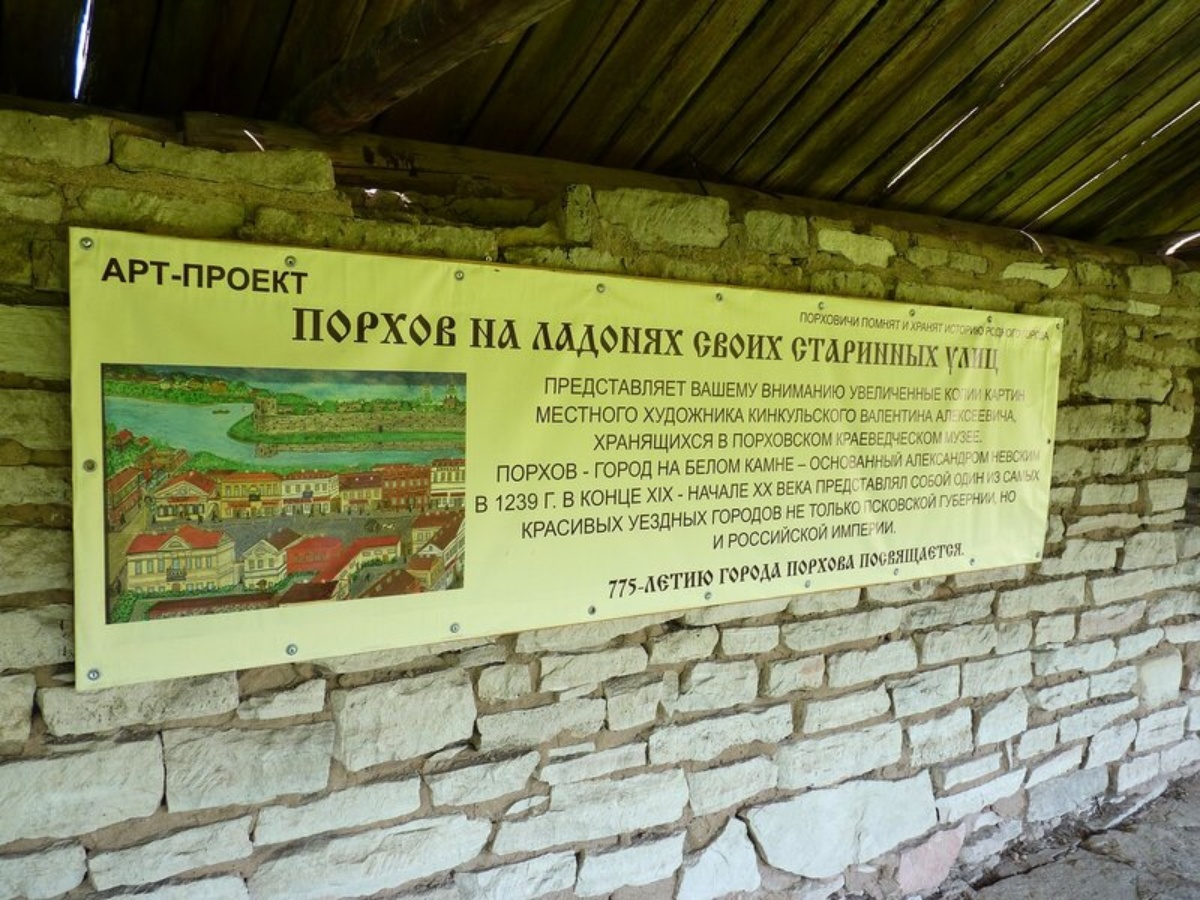 АРТ-ПРОЕКТ
ПОРХОВИЧИ ПОМНЯТ И ХРАНЯТ ИСТОРИЮ РОДНОГО ГОРОДА
ПОРХОВ НА ЛАДОНЯХ СВОИХ СТАРИННЫХ УЛИЦ
ПРЕДСТАВЛЯЕТ ВАШЕМУ ВНИМАНИЮ УВЕЛИЧЕННЫЕ КОПИИ КАРТИН
МЕСТНОГО ХУДОЖНИКА КИНКУЛЬСКОГО ВАЛЕНТИНА АЛЕКСЕЕВИЧА,
ХРАНЯЩИХСЯ В ПОРХОВСКОМ КРАЕВЕДЧЕСКОМ МУЗЕЕ.
ПОРХОВ - ГОРОД НА БЕЛОМ КАМНЕ – ОСНОВАННЫЙ АЛЕКСАНДРОМ НЕВСКИМ
В 1239 Г. В КОНЦЕ XIX - НАЧАЛЕ XX ВЕКА ПРЕДСТАВЛЯЛ СОБОЙ ОДИН ИЗ САМЫХ
КРАСИВЫХ УЕЗДНЫХ ГОРОДОВ НЕ ТОЛЬКО ПСКОВСКОЙ ГУБЕРНИИ, НО
И РОССИЙСКОЙ ИМПЕРИИ.
775-ЛЕТИЮ ГОРОДА ПОРХОВА ПОСВЯЩАЕТСЯ.